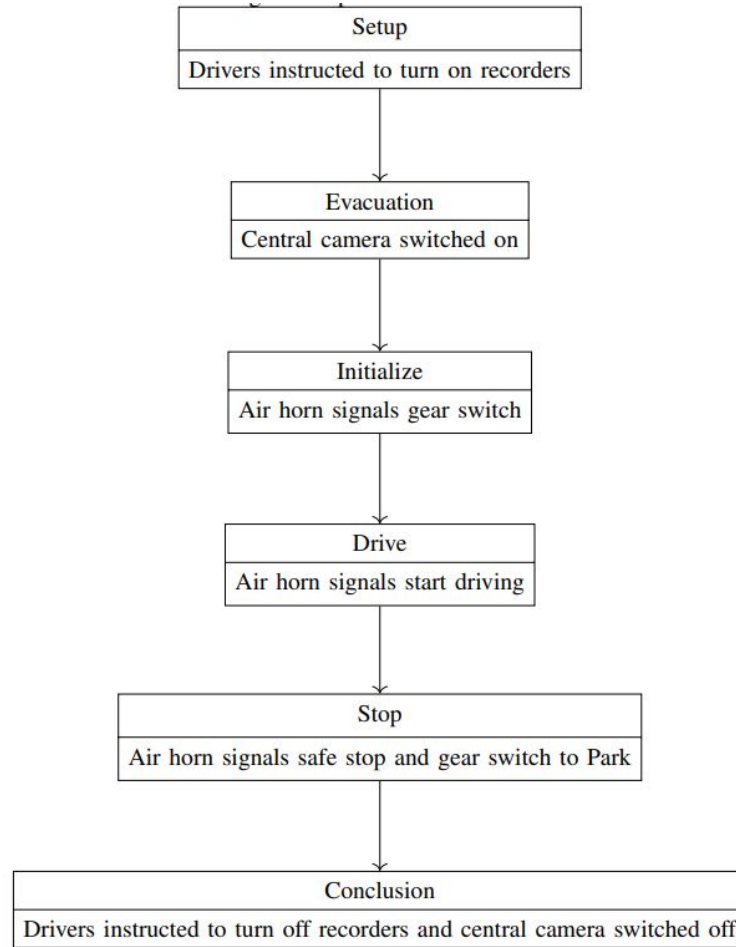 Setup
Drivers instructed to turn on recorders
Evacuation
Central camera switched on
Initialize
Air horn signals gear switch
Drive
Air horn signals start driving
Stop
Air horn signals safe stop and gear switch to Park
Conclusion
Drivers instructed to turn off recorders and central camera switched off